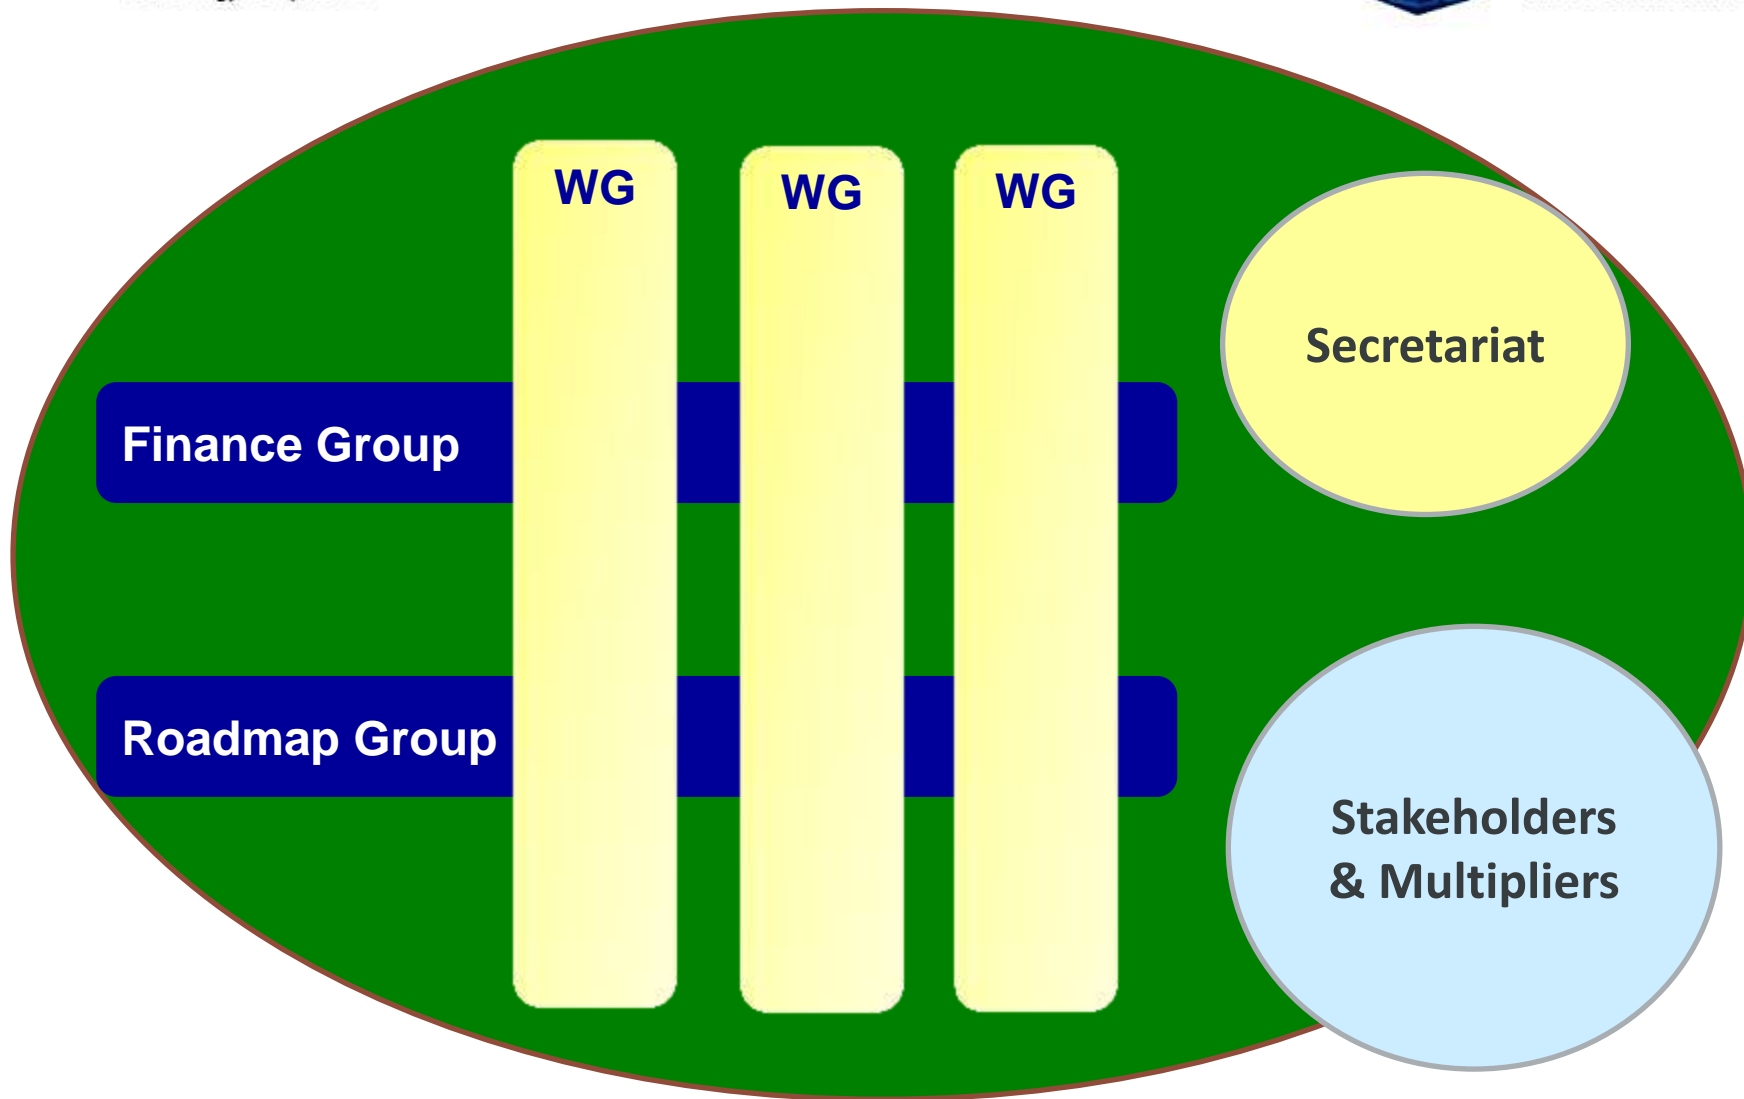 WG
WG
WG
Secretariat
Finance Group
Roadmap Group
Stakeholders
& Multipliers